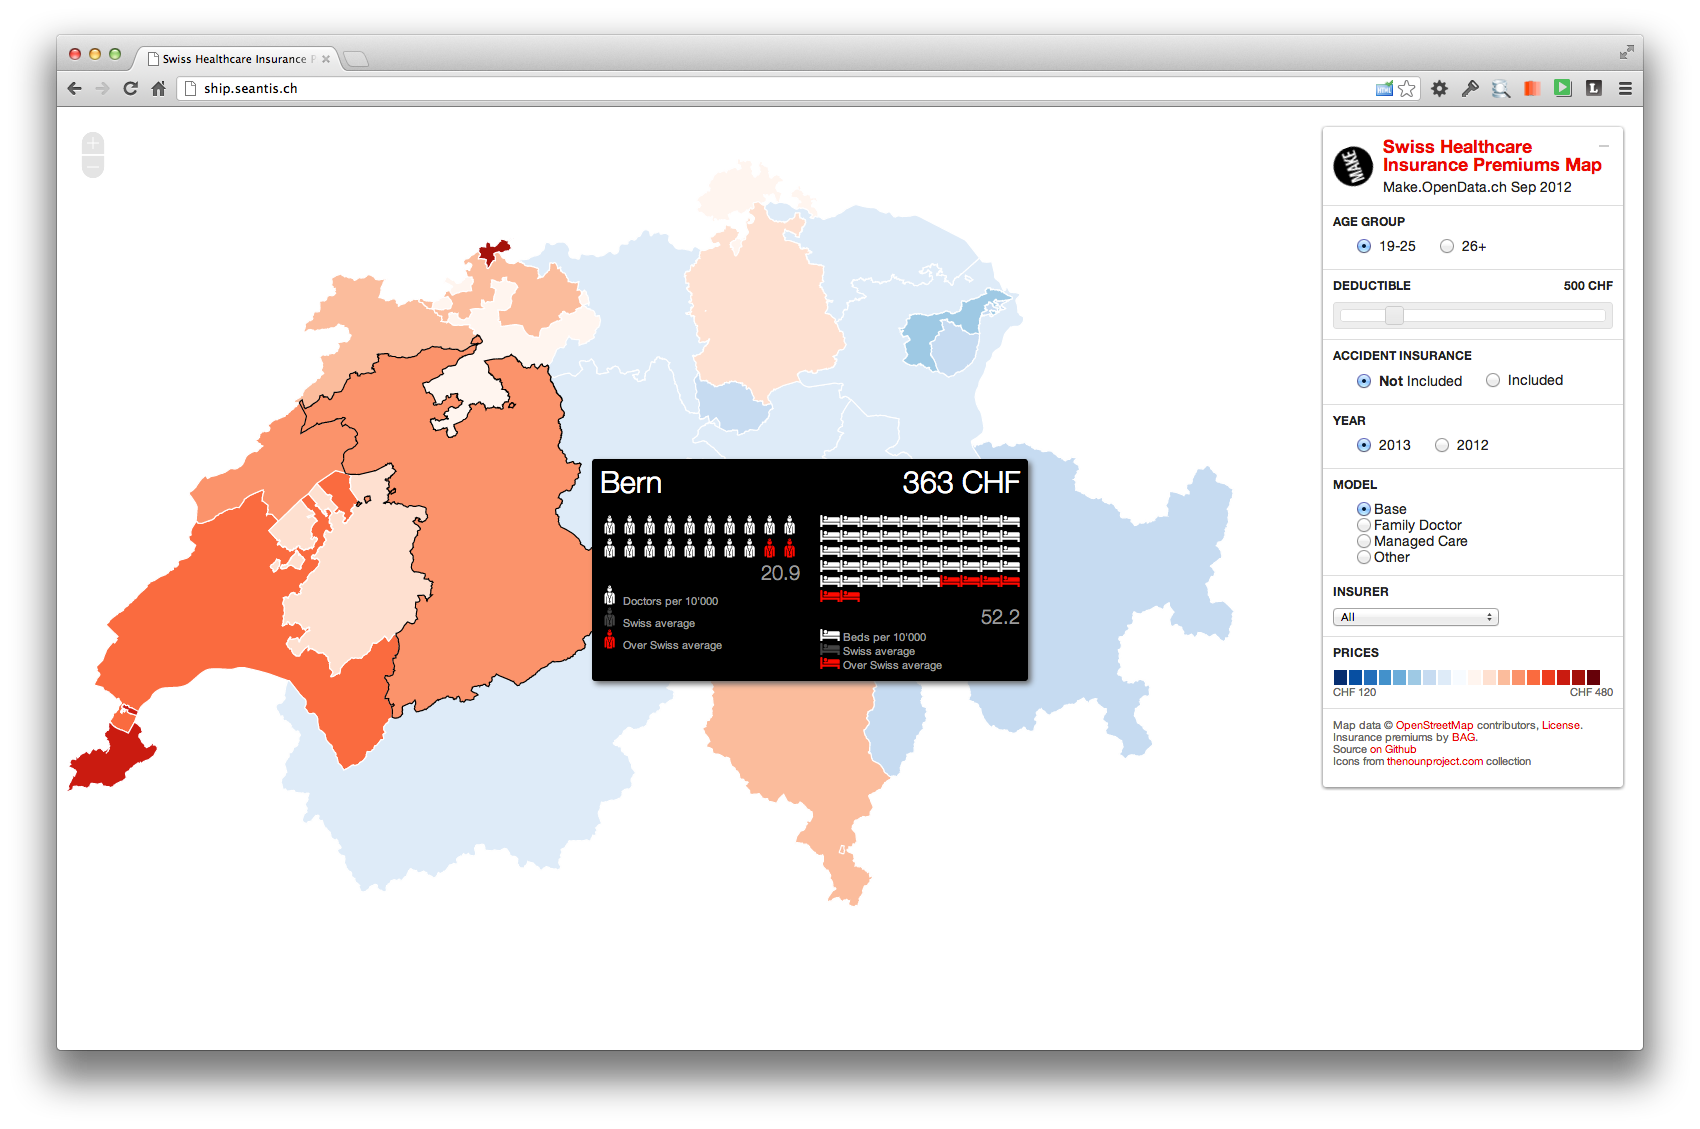 Swiss Healthcare Insurance P
ship.seantis.ch
MAKE
Swiss Healthcare
Insurance Premiums Map
Make.OpenData.ch Sep 2012
AGE GROUP
19-25 26+
DEDUCTIBLE 500 CHF
ACCIDENT INSURANCE
Not Included Included
YEAR
2013 2012
MODEL
Base
Family Doctor
Managed Care
Other
INSURER
All
PRICES
CHF 120 CHF 480
Map data © OpenStreetMap contributors, License.
Insurance premiums by BAG.
Source on Github
Icons from thenounproject.com collection
Bern 363 CHF
20.9
Doctors per 10'000
Swiss average
Over Swiss average
52.2
Beds per 10'000
Swiss average
Over Swiss average